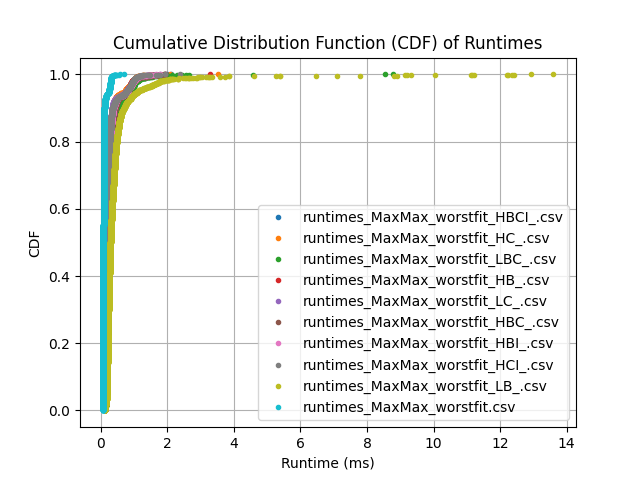 Cumulative Distribution Function (CDF) of Runtimes
1.0
0.8
0.6
0.4
0.2
0.0
CDF
runtimes_MaxMax_worstfit_HBCI_.csv
runtimes_MaxMax_worstfit_HC_.csv
runtimes_MaxMax_worstfit_LBC_.csv
runtimes_MaxMax_worstfit_HB_.csv
runtimes_MaxMax_worstfit_LC_.csv
runtimes_MaxMax_worstfit_HBC_.csv
runtimes_MaxMax_worstfit_HBI_.csv
runtimes_MaxMax_worstfit_HCI_.csv
runtimes_MaxMax_worstfit_LB_.csv
runtimes_MaxMax_worstfit.csv
0 2 4 6 8 10 12 14
Runtime (ms)